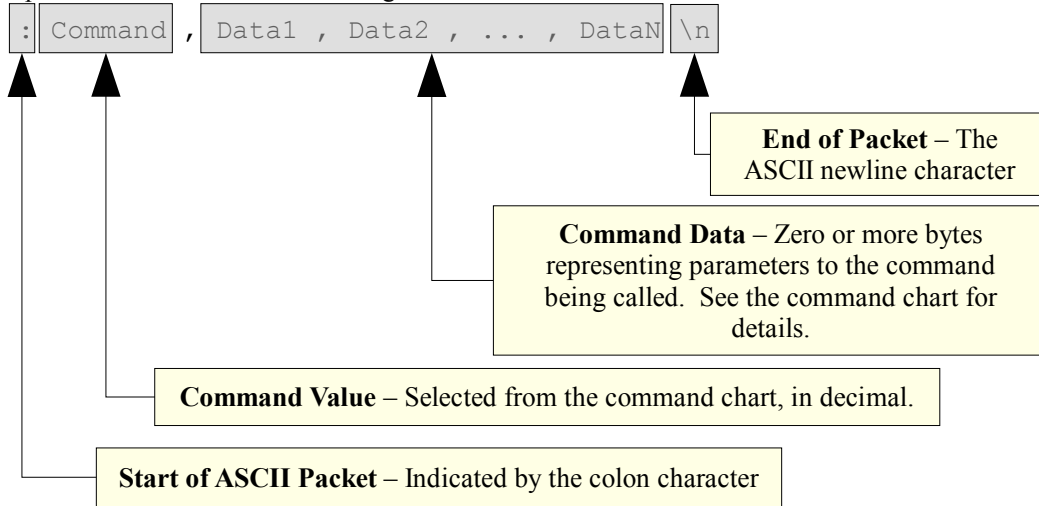 : Command , Data1 , Data2 , ... , DataN \n
End of Packet – The
ASCII newline character
Command Data – Zero or more bytes
representing parameters to the command
being called. See the command chart for
details.
Command Value – Selected from the command chart, in decimal.
Start of ASCII Packet – Indicated by the colon character